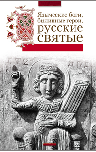 Языческие боги,
былинные герои,
русские
святые